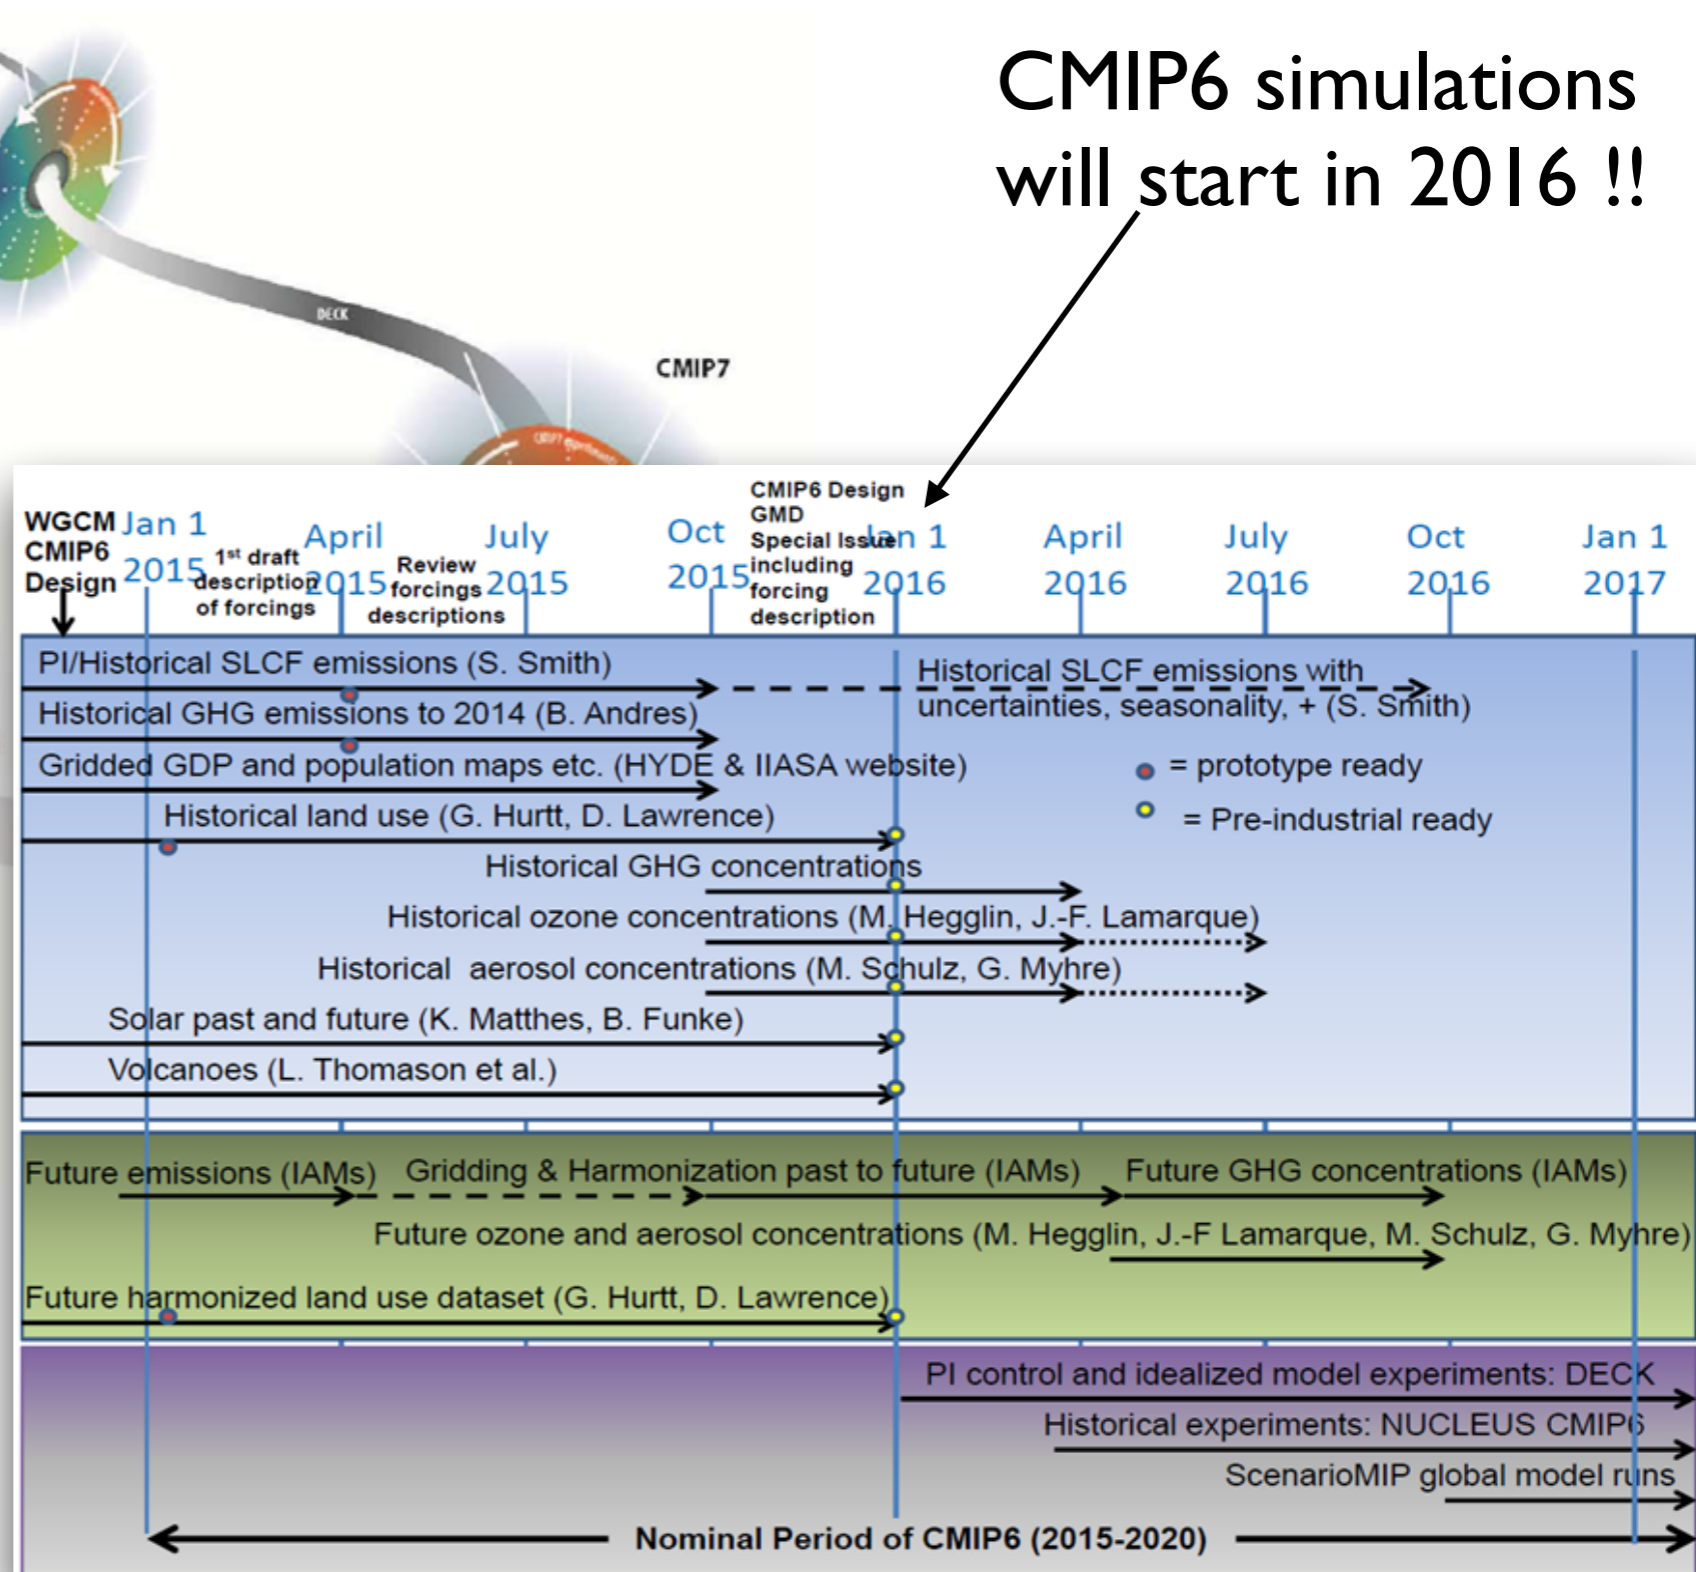 CMIP6 simulations
will start in 2016 !!
DECK
CMIP7
WGCM
CMIP6
Design
Jan 1
2015
1st draft
description
of forcings
April
2015
Review
forcings
descriptions
July
2015
Oct
2015
CMIP6 Design
GMD
Special Issue
including
forcing
description
Jan 1
2016
April
2016
July
2016
Oct
2016
Jan 1
2017
PI/Historical SLCF emissions (S. Smith)
Historical SLCF emissions with
uncertainties, seasonality, + (S. Smith)
Historical GHG emissions to 2014 (B. Andres)
Gridded GDP and population maps etc. (HYDE & IIASA website)
= prototype ready
Historical land use (G. Hurtt, D. Lawrence)
= Pre-industrial ready
Historical GHG concentrations
Historical ozone concentrations (M. Hegglin, J.-F. Lamarque)
Historical aerosol concentrations (M. Schulz, G. Myhre)
Solar past and future (K. Matthes, B. Funke)
Volcanoes (L. Thomason et al.)
Future emissions (IAMs)
Gridding & Harmonization past to future (IAMs)
Future GHG concentrations (IAMs)
Future ozone and aerosol concentrations (M. Hegglin, J.-F Lamarque, M. Schulz, G. Myhre)
Future harmonized land use dataset (G. Hurtt, D. Lawrence)
PI control and idealized model experiments: DECK
Historical experiments: NUCLEUS CMIP6
ScenarioMIP global model runs
Nominal Period of CMIP6 (2015-2020)